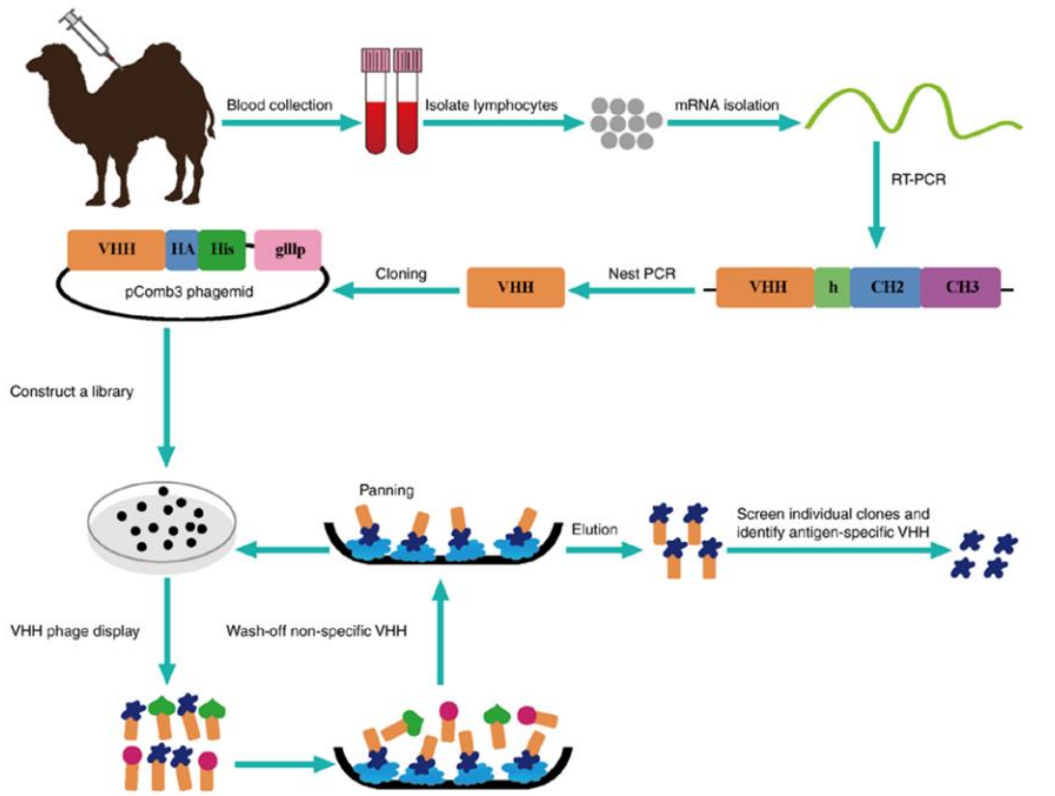 Blood collection
Isolate lymphocytes
mRNA isolation
RT-PCR
VHH HA His gIIIp
pComb3 phagemid
Cloning
VHH
Nest PCR
VHH h CH2 CH3
Construct a library
Panning
Elution
Screen individual clones and
identify antigen-specific VHH
VHH phage display
Wash-off non-specific VHH